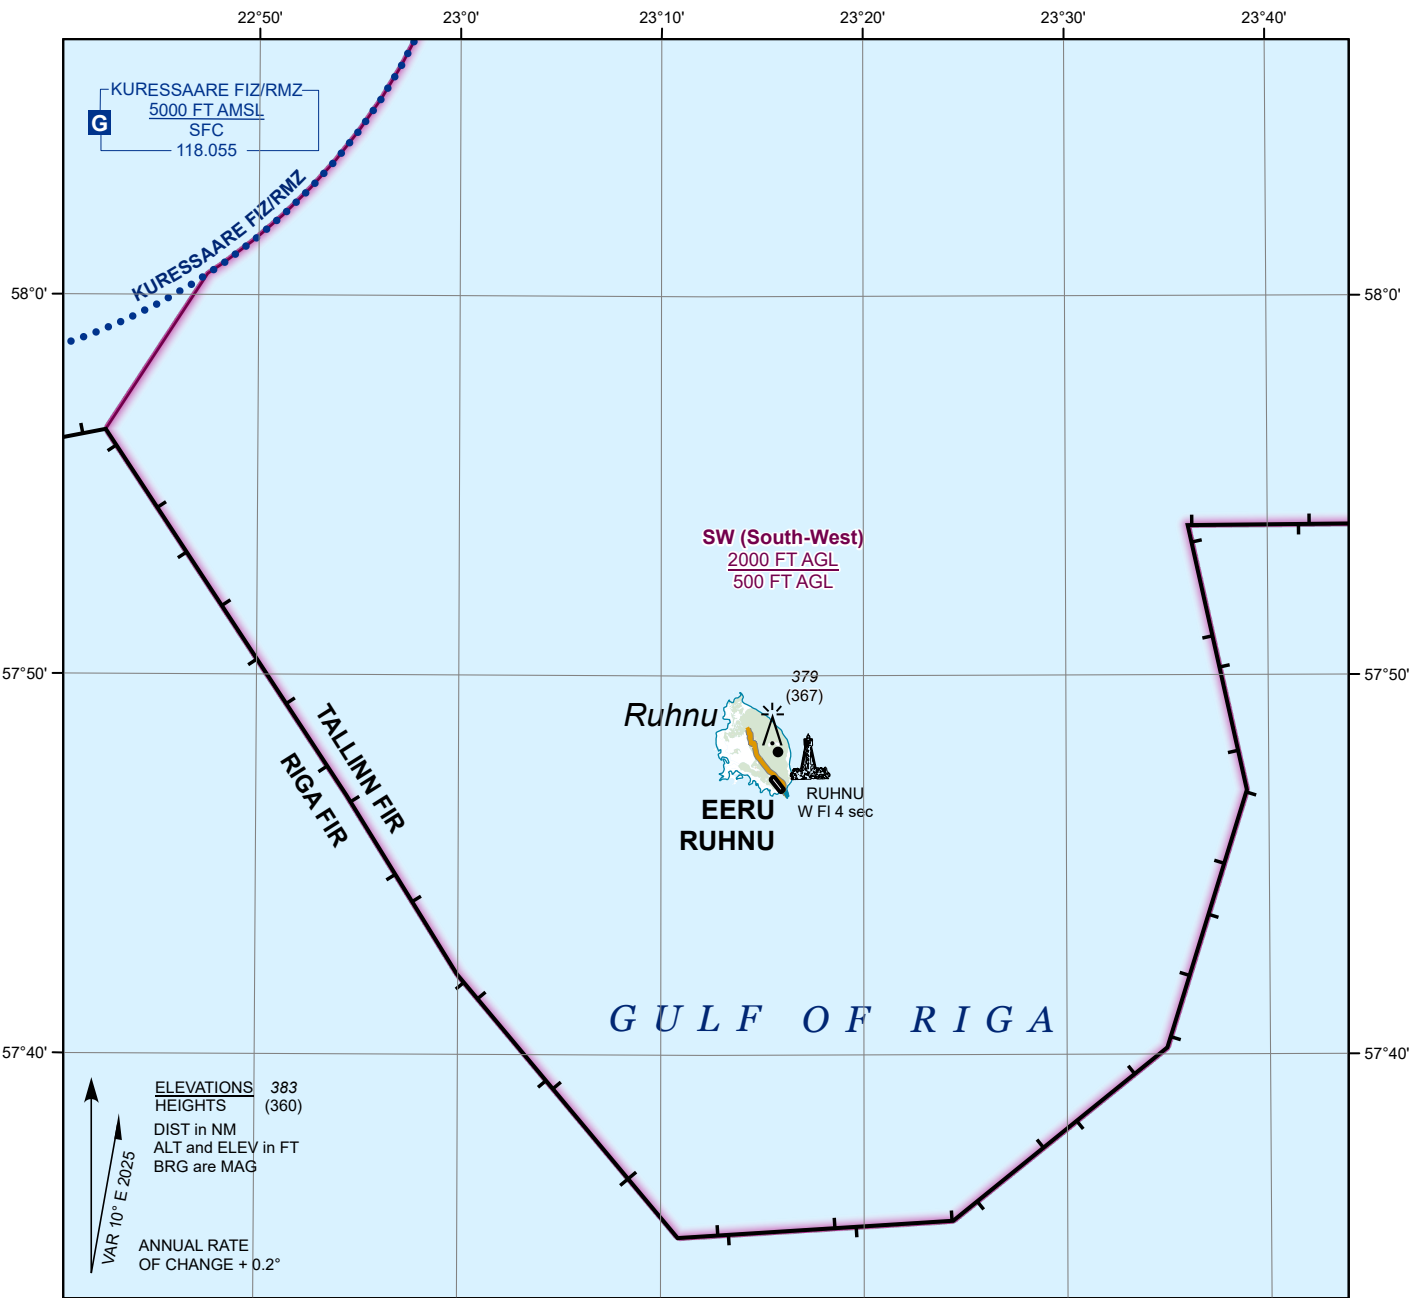 22°50'
23°0'
23°10'
23°20'
23°30'
23°40'
KURESSAARE FIZ/RMZ
5000 FT AMSL
G
SFC
118.055
KURESSAARE FIZ/RMZ
58°0'
58°0'
SW (South-West)
2000 FT AGL
500 FT AGL
57°50'
57°50'
379
(367)
Ruhnu
TALLINN FIR
RIGA FIR
RUHNU
W Fl 4 sec
EERU
RUHNU
GULF OF RIGA
57°40'
57°40'
ELEVATIONS 383
HEIGHTS (360)
DIST in NM
ALT and ELEV in FT
BRG are MAG
VAR 10° E 2025
ANNUAL RATE
OF CHANGE + 0.2°